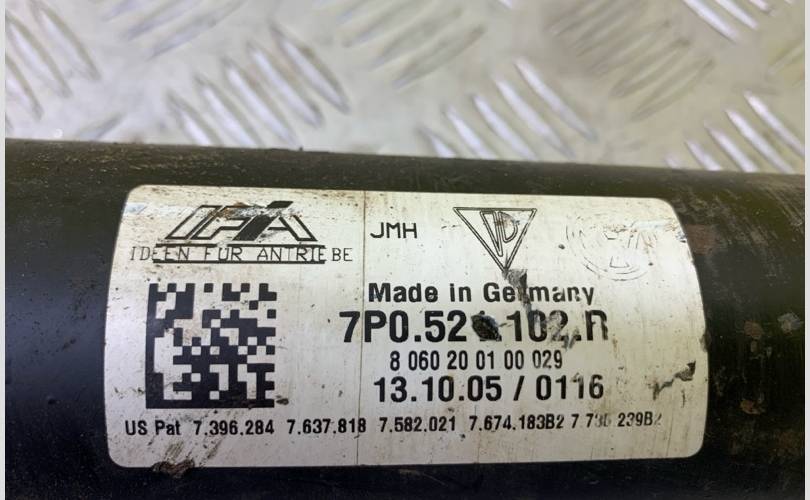 IFA
IDEEN FÜR ANTRIEBE
JMH
Made in Germany
8 060 20 01 00 029
13.10.05 / 0116
US Pat 7.396.284 7.637.818 7.582.021 7.674.183B2